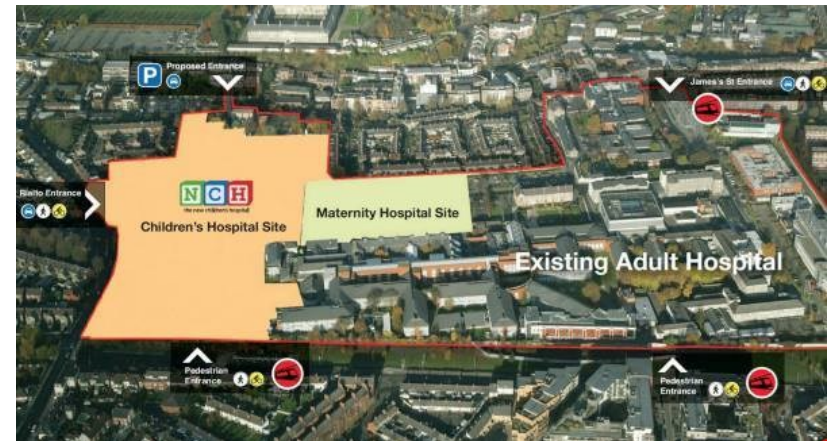 P
Proposed Entrance
James's St Entrance
Rialto Entrance
NCH
the new children's hospital
Children's Hospital Site
Maternity Hospital Site
Existing Adult Hospital
Pedestrian
Entrance
Pedestrian
Entrance